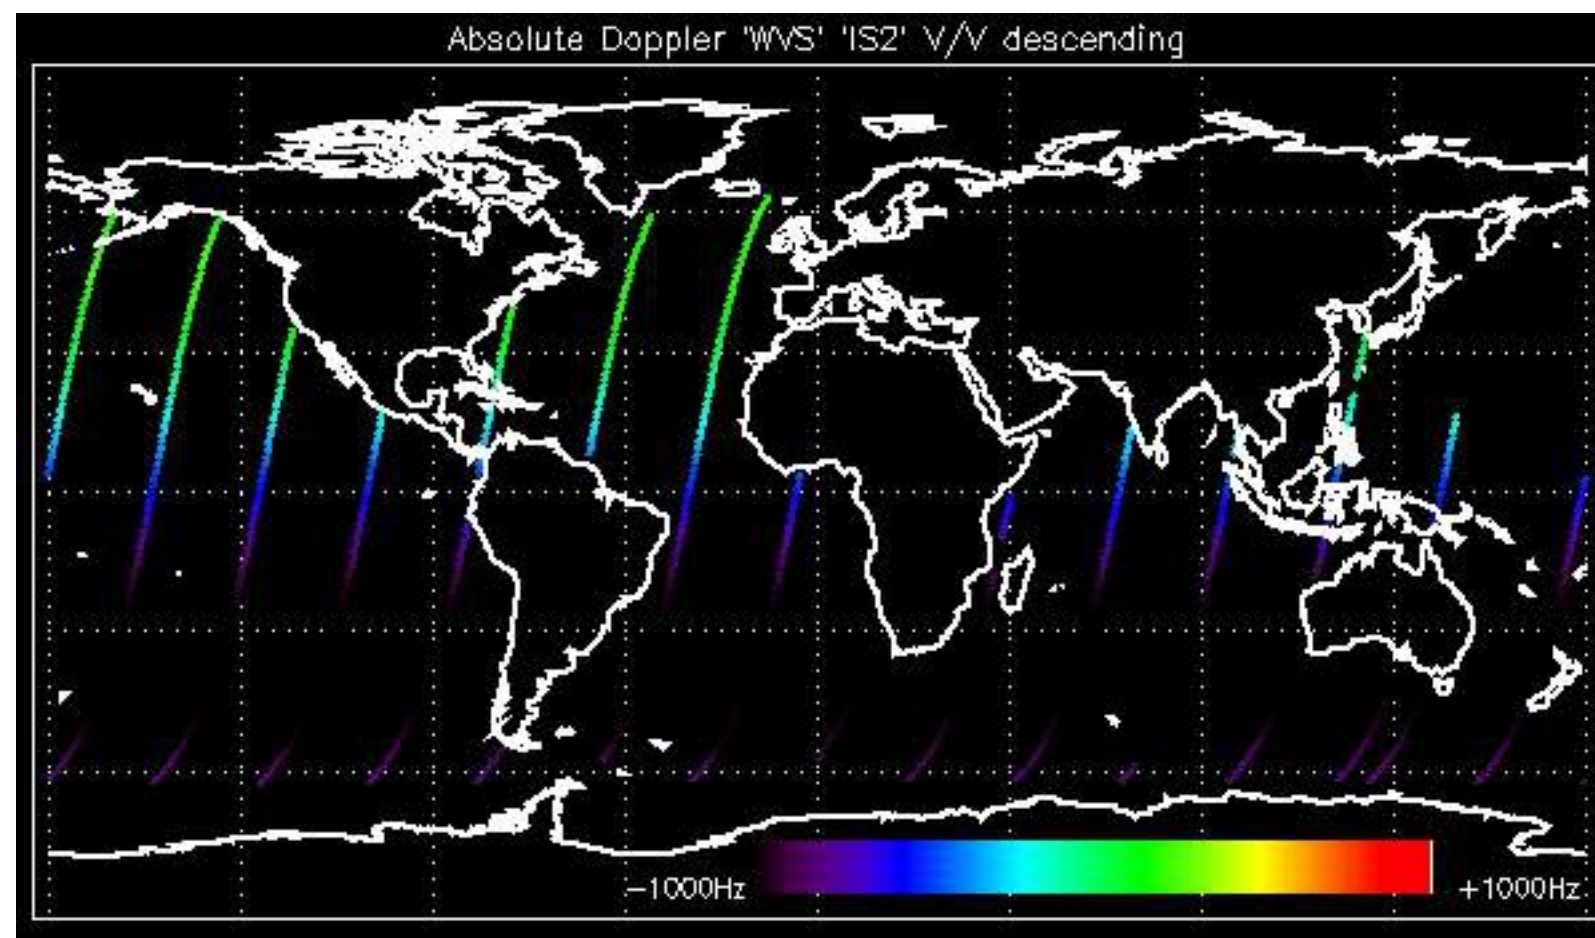 Absolute Doppler 'WVS' 'IS2' V/V descending
−1000Hz +1000Hz